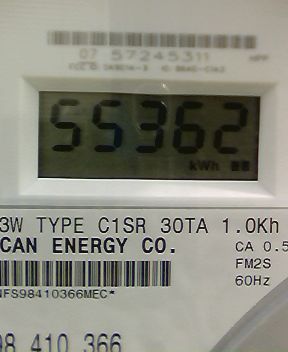 07 57245311
55362
kWh
3W TYPE C1SR 30TA 1.0Kh
CAN ENERGY CO.
CA 0.5
FM2S
60Hz
NFS98410366MEC*
98 410 366